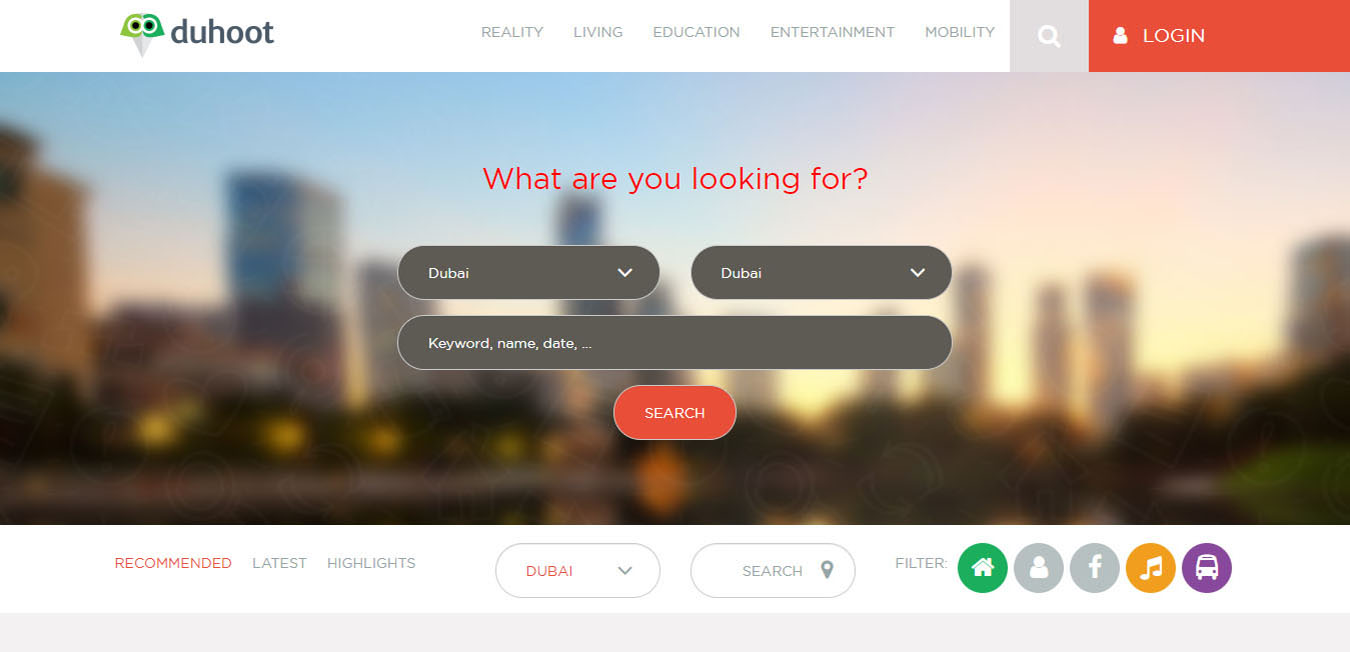 duhoot
REALITY LIVING EDUCATION ENTERTAINMENT MOBILITY
LOGIN
What are you looking for?
Dubai Dubai
Keyword, name, date, ...
SEARCH
RECOMMENDED LATEST HIGHLIGHTS DUBAI SEARCH FILTER: